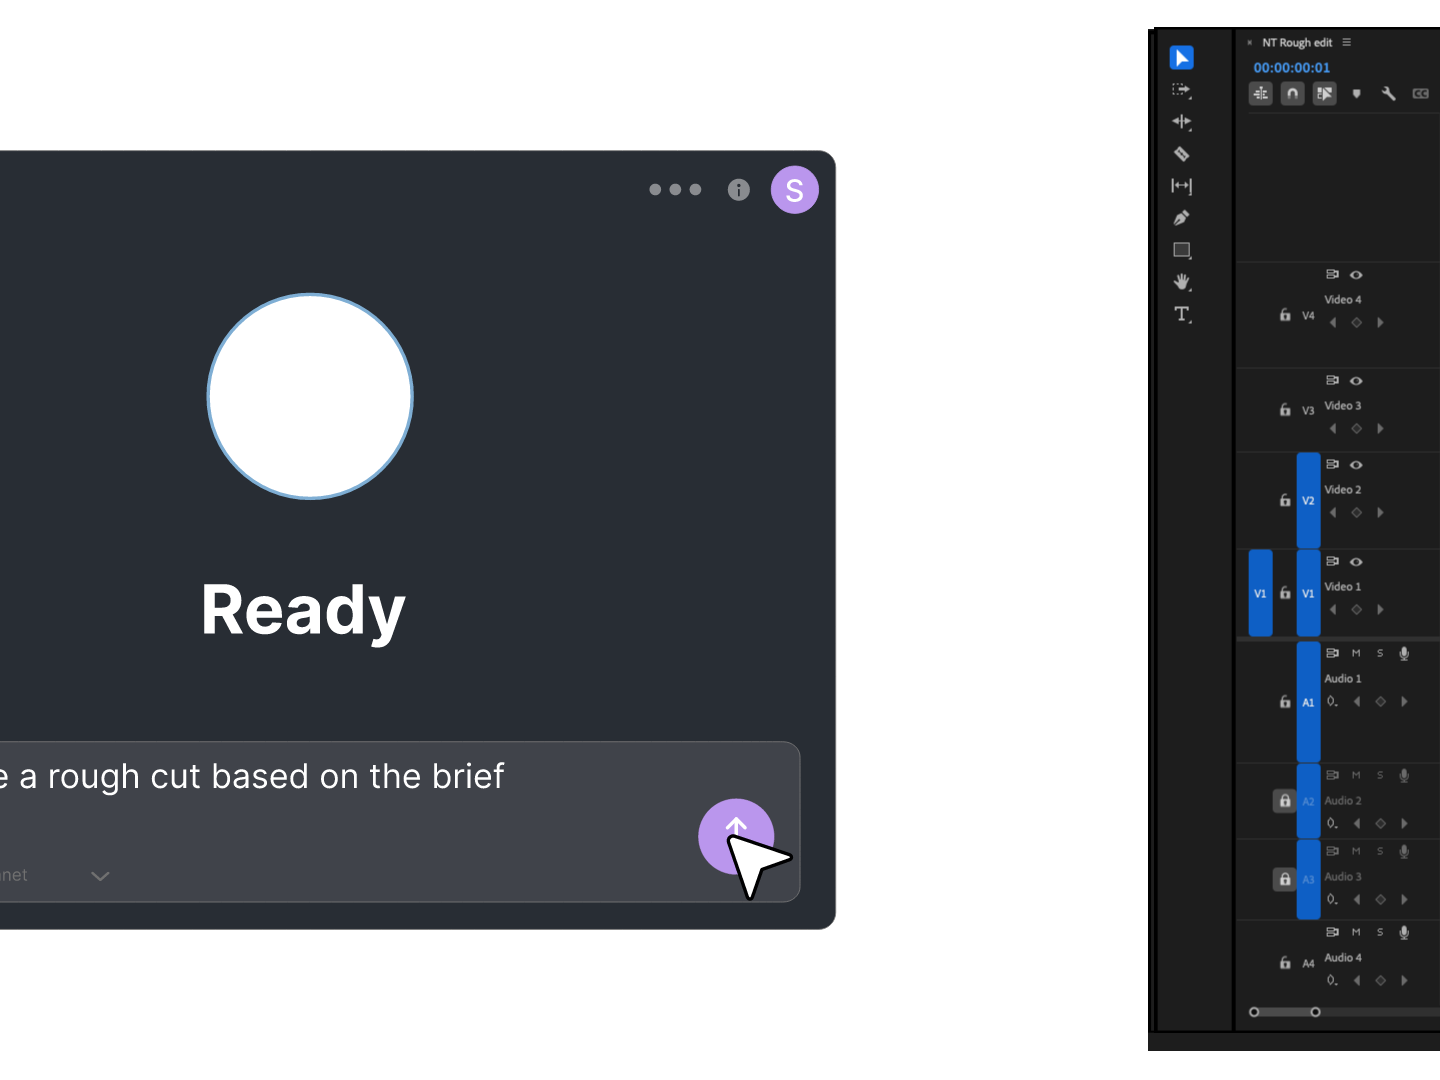 S
Ready
e a rough cut based on the brief
net
NT Rough edit
00:00:00:01
CC
T
Video 4
V4
Video 3
V3
Video 2
V2
Video 1
V1
V1
M S
Audio 1
A1
M S
Audio 2
A2
M S
Audio 3
A3
M S
Audio 4
A4